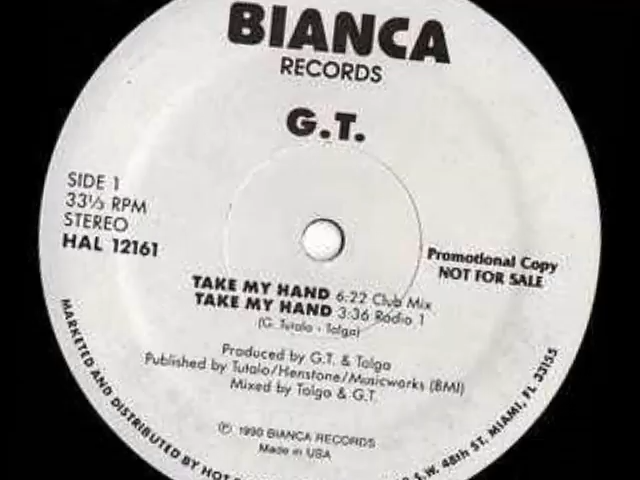 BIANCA
RECORDS
G.T.
SIDE 1
33⅓ RPM
STEREO
HAL 12161
Promotional Copy
NOT FOR SALE
TAKE MY HAND 6:22 Club Mix
TAKE MY HAND 3:36 Radio 1
(G. Tutalo - Tolga)
Produced by G.T. & Tolga
Published by Tutalo/Henstone/Musicworks (BMI)
Mixed by Tolga & G.T.
℗ 1990 BIANCA RECORDS
Made in USA
MARKETED AND DISTRIBUTED BY HOT
S.W. 48th ST, MIAMI, FL 33155